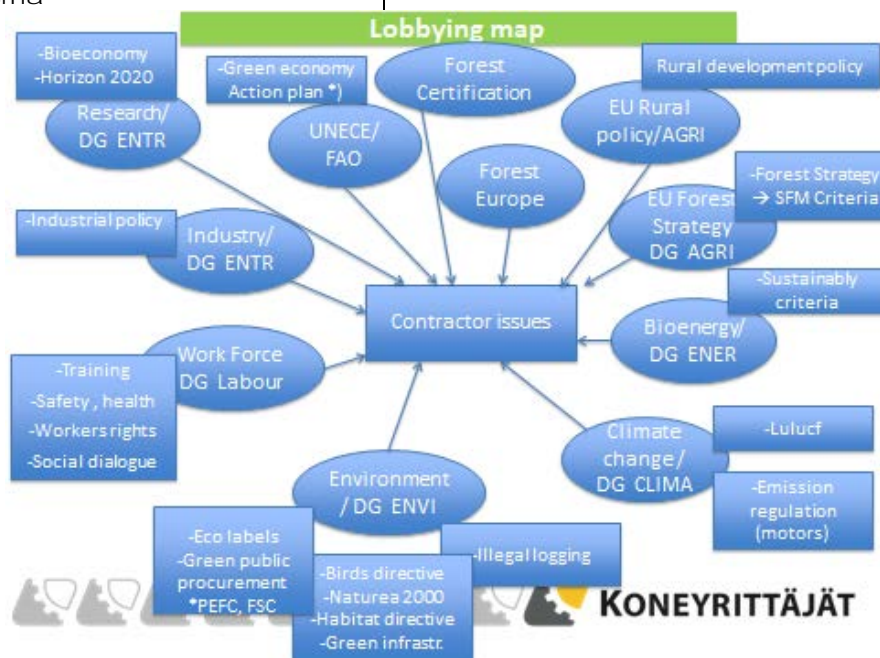 Lobbying map
-Bioeconomy
-Horizon 2020
Research/
DG ENTR
-Green economy
Action plan *)
UNECE/
FAO
Forest
Certification
Forest
Europe
Rural development policy
EU Rural
policy/AGRI
-Forest Strategy
→ SFM Criteria
EU Forest
Strategy
DG AGRI
-Industrial policy
Industry/
DG ENTR
Contractor issues
-Sustainably
criteria
Bioenergy/
DG ENER
Work Force
DG Labour
-Training
-Safety , health
-Workers rights
-Social dialogue
Climate
change/
DG CLIMA
-Lulucf
-Emission
regulation
(motors)
Environment
/ DG ENVI
-Eco labels
-Green public
procurement
*PEFC, FSC
-Birds directive
-Naturea 2000
-Habitat directive
-Green infrastr.
-Illegal logging
KONEYRITTÄJÄT